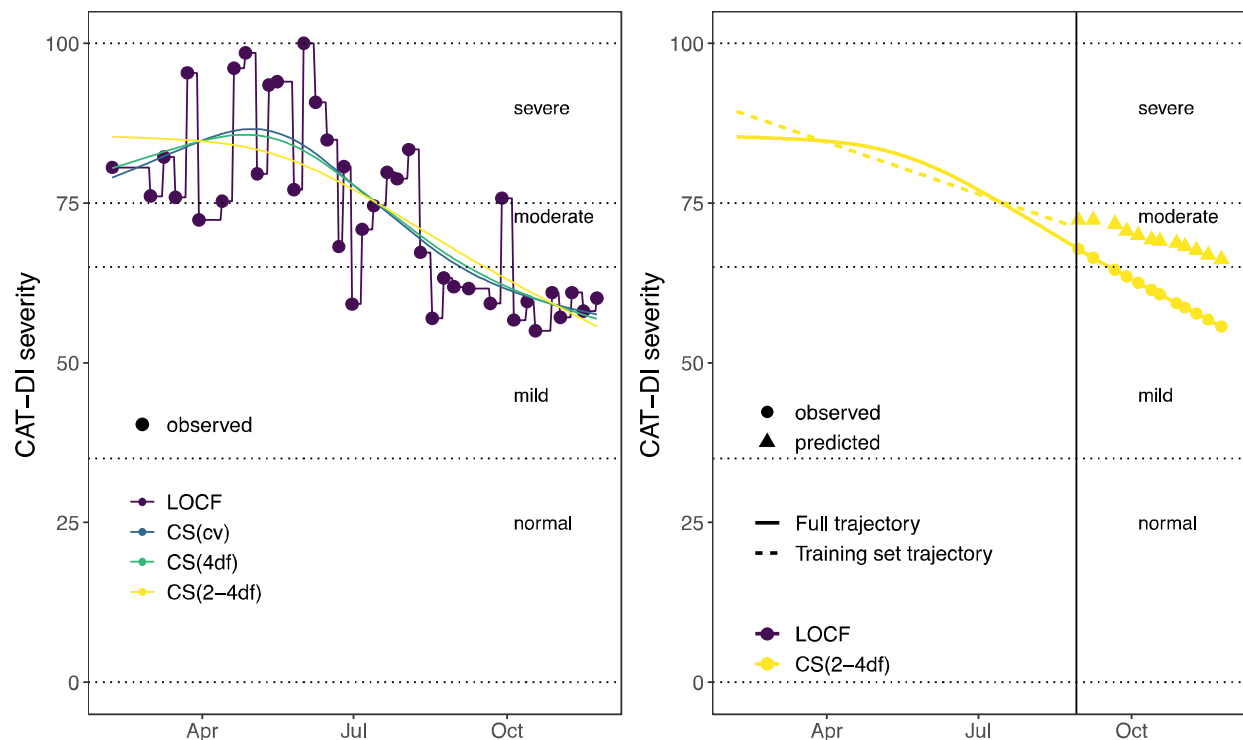 CAT−DI severity
100
75
50
25
0
severe
moderate
mild
normal
observed
LOCF
CS(cv)
CS(4df)
CS(2−4df)
Apr
Jul
Oct
CAT−DI severity
100
75
50
25
0
severe
moderate
mild
normal
observed
predicted
Full trajectory
Training set trajectory
LOCF
CS(2−4df)
Apr
Jul
Oct